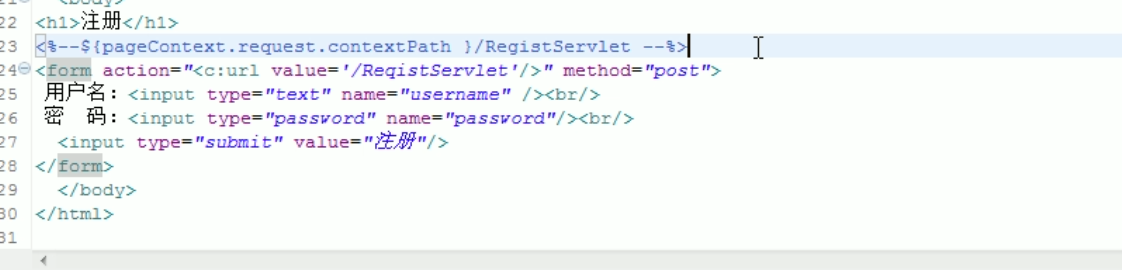 21 <body>
22 <h1>注册</h1>
23 <%--${pageContext.request.contextPath }/RegistServlet --%>
24 <form action="<c:url value='/ReqistServlet'/>" method="post">
25 用户名：<input type="text" name="username" /><br/>
26 密 码：<input type="password" name="password"/><br/>
27 <input type="submit" value="注册"/>
28 </form>
29 </body>
30 </html>
31